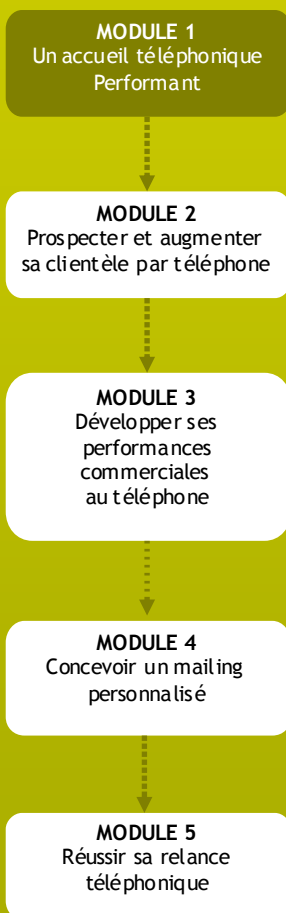 MODULE 1
Un accueil téléphonique
Performant
MODULE 2
Prospecter et augmenter
sa clientèle par téléphone
MODULE 3
Développer ses
performances
commerciales
au téléphone
MODULE 4
Concevoir un mailing
personnalisé
MODULE 5
Réussir sa relance
téléphonique